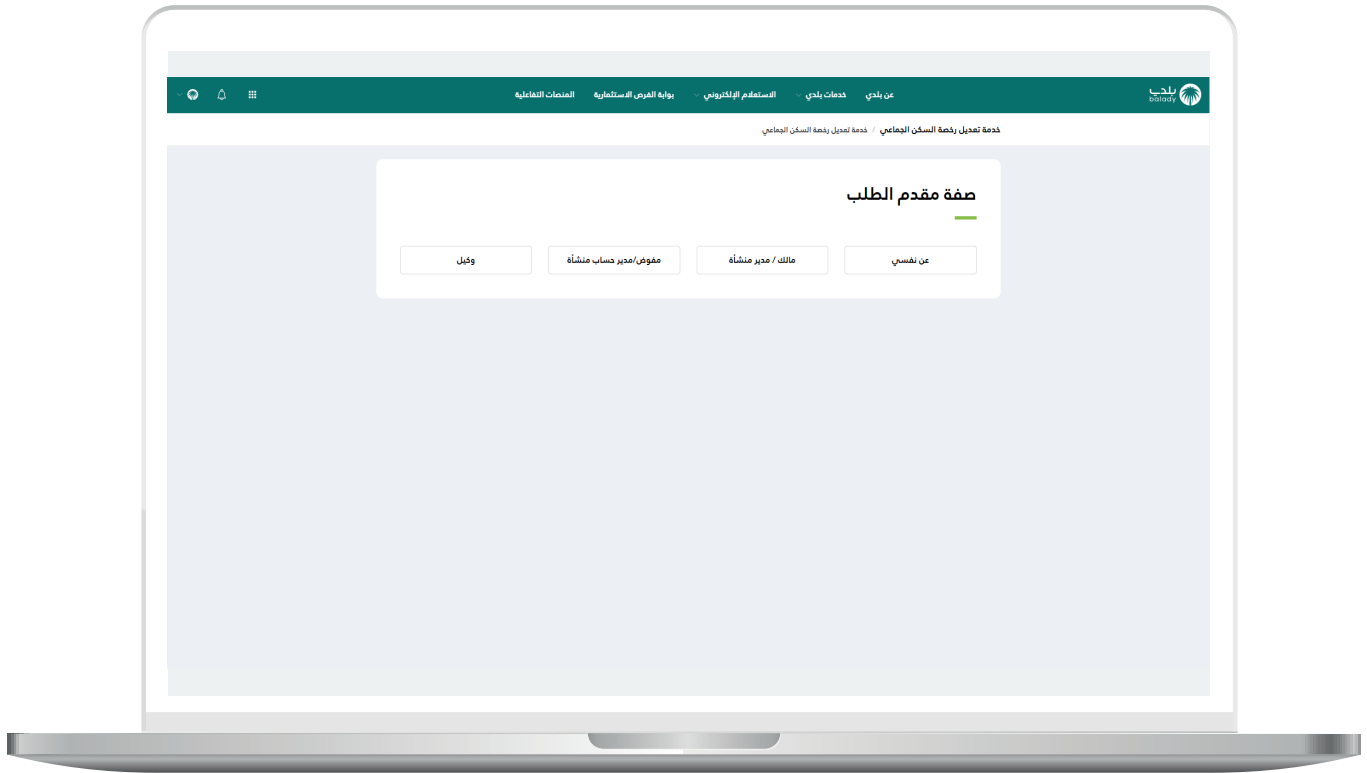 بلدي
balady
عن بلدي خدمات بلدي الاستعلام الإلكتروني بوابة الفرص الاستثمارية المنصات التفاعلية
خدمة تعديل رخصة السكن الجماعي / خدمة تعديل رخصة السكن الجماعي
صفة مقدم الطلب
عن نفسي مالك / مدير منشأة مفوض/مدير حساب منشأة وكيل